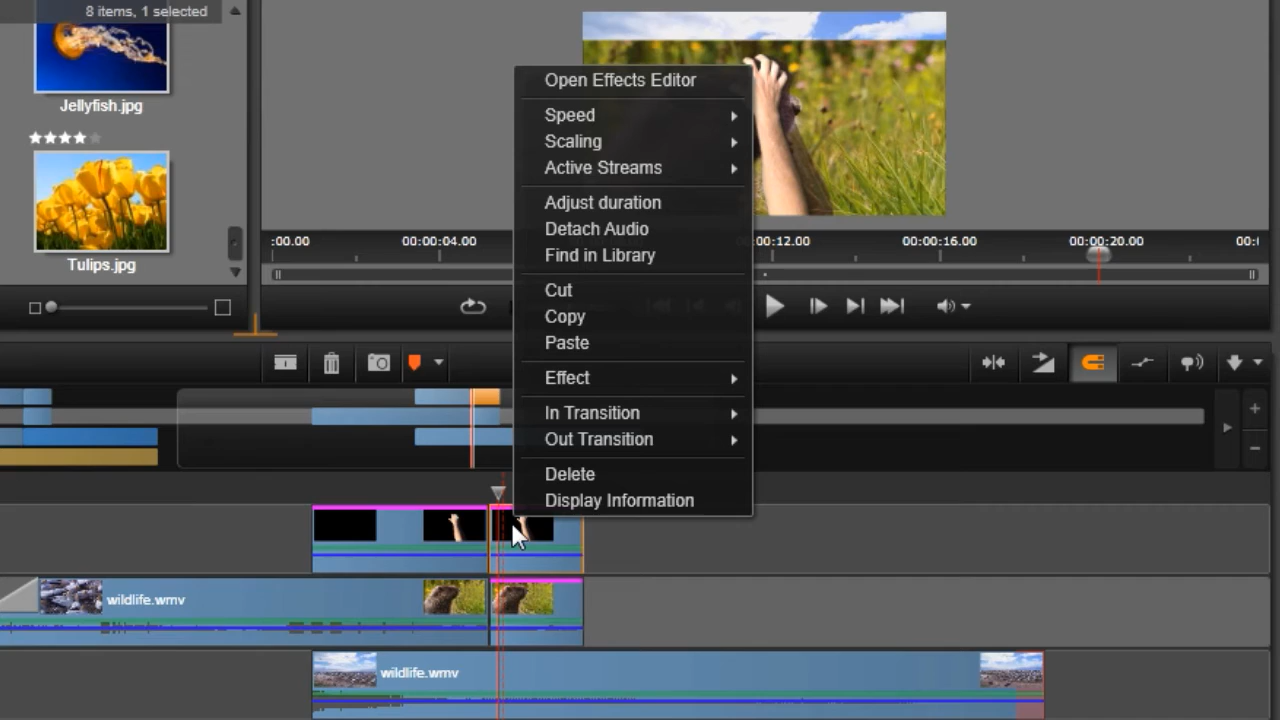 8 items, 1 selected
Jellyfish.jpg
Tulips.jpg
:00.00
00:00:04.00
:00:12.00
00:00:16.00
00:00:20.00
00:(
Open Effects Editor
Speed
Scaling
Active Streams
Adjust duration
Detach Audio
Find in Library
Cut
Copy
Paste
Effect
In Transition
Out Transition
Delete
Display Information
wildlife.wmv
wildlife.wmv